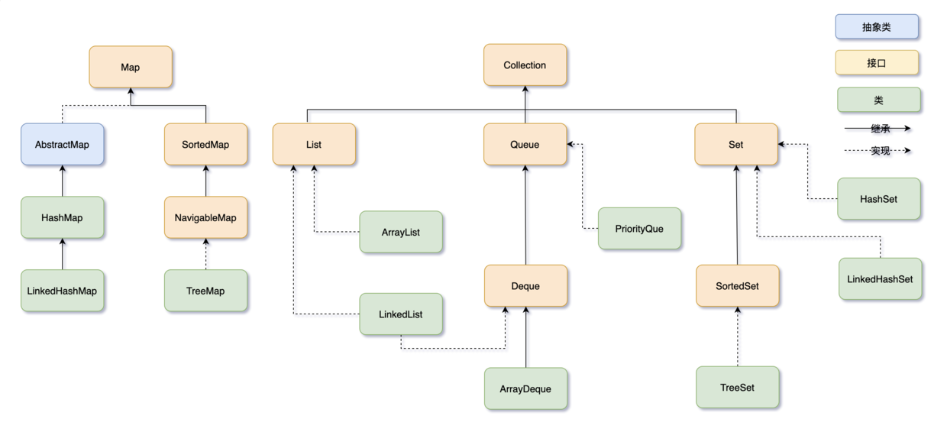 抽象类
Map
Collection
接口
类
继承
AbstractMap
SortedMap
List
Queue
Set
实现
HashMap
NavigableMap
ArrayList
PriorityQue
HashSet
LinkedHashMap
TreeMap
LinkedList
Deque
SortedSet
LinkedHashSet
ArrayDeque
TreeSet